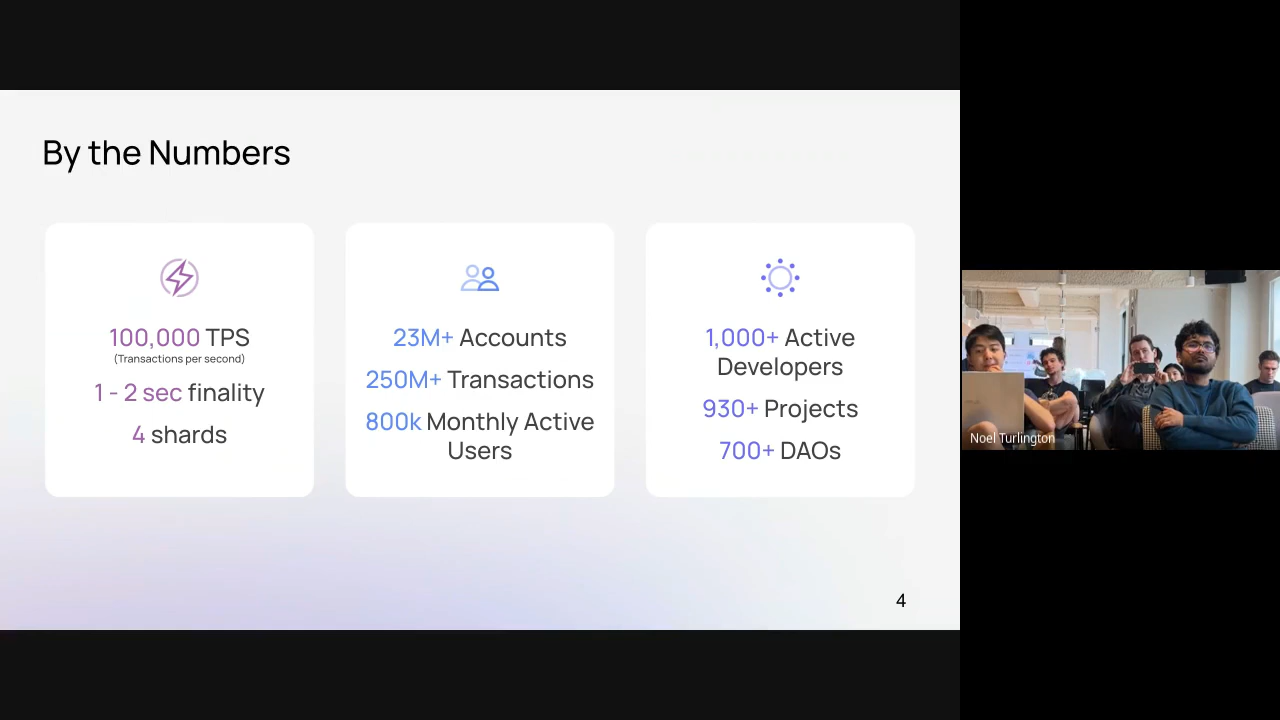 By the Numbers
100,000 TPS
(Transactions per second)
1 - 2 sec finality
4 shards
23M+ Accounts
250M+ Transactions
800k Monthly Active
Users
1,000+ Active
Developers
930+ Projects
700+ DAOs
4
Noel Turlington